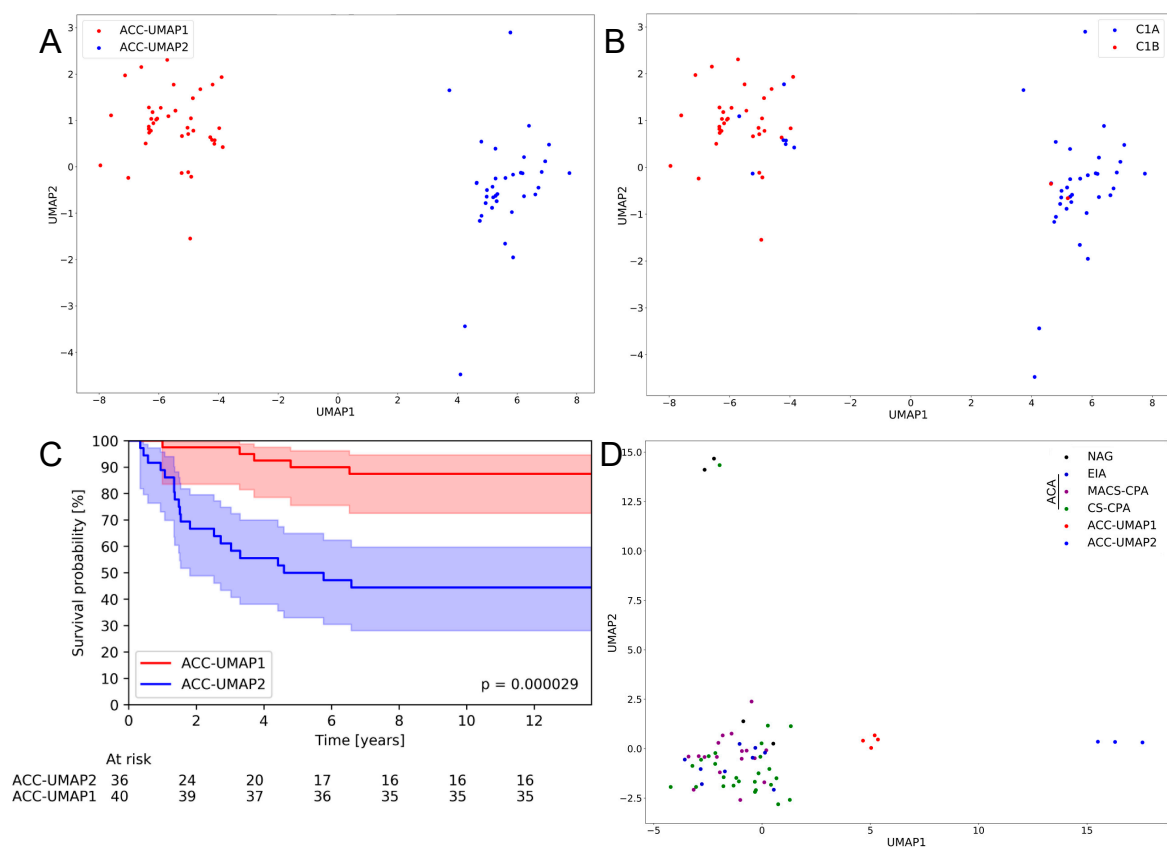 A
ACC-UMAP1
ACC-UMAP2
3
2
1
0
−1
−2
−3
−4
UMAP2
−8
−6
−4
−2
0
2
4
6
8
UMAP1
B
C1A
C1B
3
2
1
0
−1
−2
−3
−4
UMAP2
−8
−6
−4
−2
0
2
4
6
8
UMAP1
C
100
90
80
70
60
50
40
30
20
10
0
Survival probability [%]
ACC-UMAP1
ACC-UMAP2
p = 0.000029
0
2
4
6
8
10
12
Time [years]
At risk
ACC-UMAP2 36 24 20 17 16 16 16
ACC-UMAP1 40 39 37 36 35 35 35
D
NAG
EIA
MACS-CPA
CS-CPA
ACC-UMAP1
ACC-UMAP2
ACA
15.0
12.5
10.0
7.5
5.0
2.5
0.0
−2.5
UMAP2
−5
0
5
10
15
UMAP1